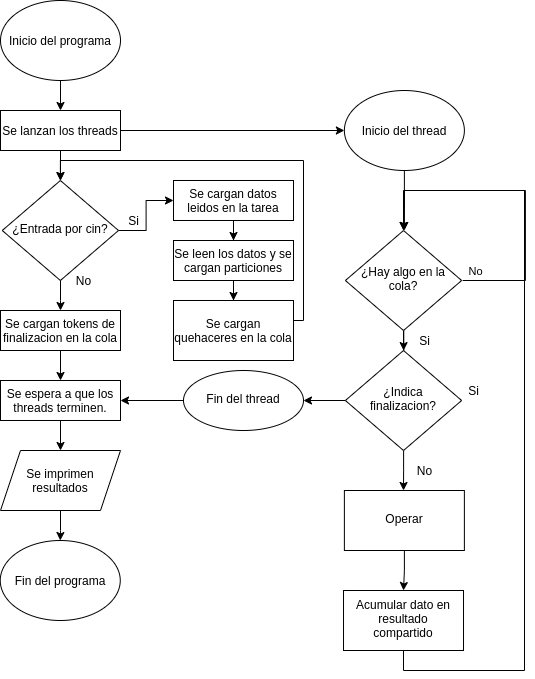 Inicio del programa
Se lanzan los threads
Inicio del thread
¿Entrada por cin?
Si
Se cargan datos
leidos en la tarea
Se leen los datos y se
cargan particiones
Se cargan
quehaceres en la cola
No
Se cargan tokens de
finalizacion en la cola
Se espera a que los
threads terminen.
Se imprimen
resultados
Fin del programa
¿Hay algo en la
cola?
No
Si
¿Indica
finalizacion?
Si
Fin del thread
No
Operar
Acumular dato en
resultado
compartido